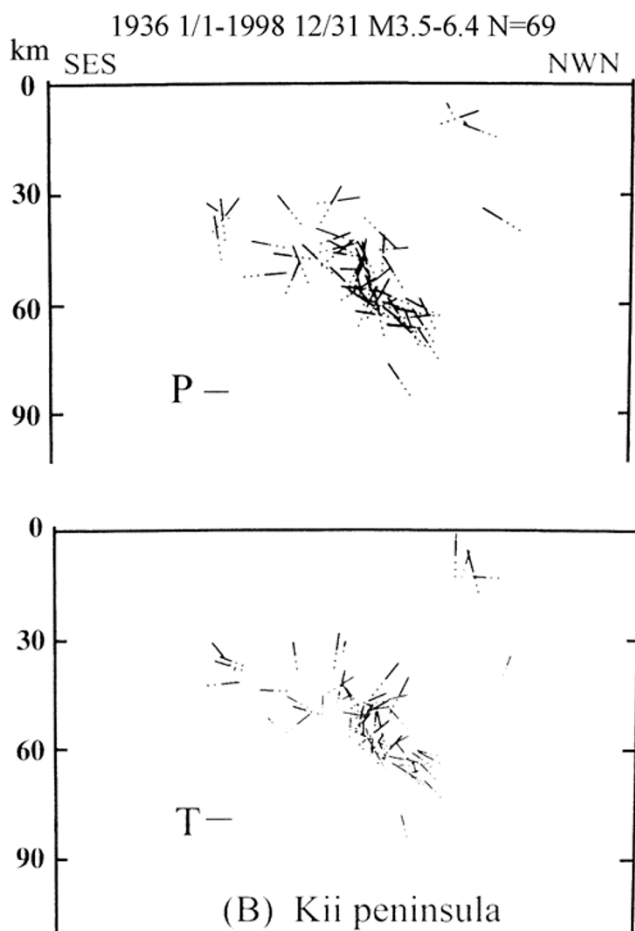 1936 1/1-1998 12/31 M3.5-6.4 N=69
km SES NWN
0
30
60
P —
90
0
30
60
T —
90
(B) Kii peninsula